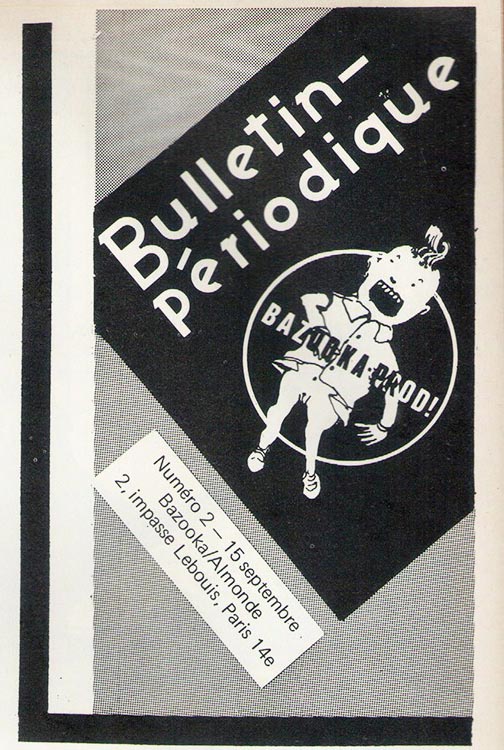 Bulletin-
périodique
BAZOOKA·PROD!
Numéro 2 — 15 septembre
Bazooka/Almonde
2, impasse Lebouis, Paris 14e